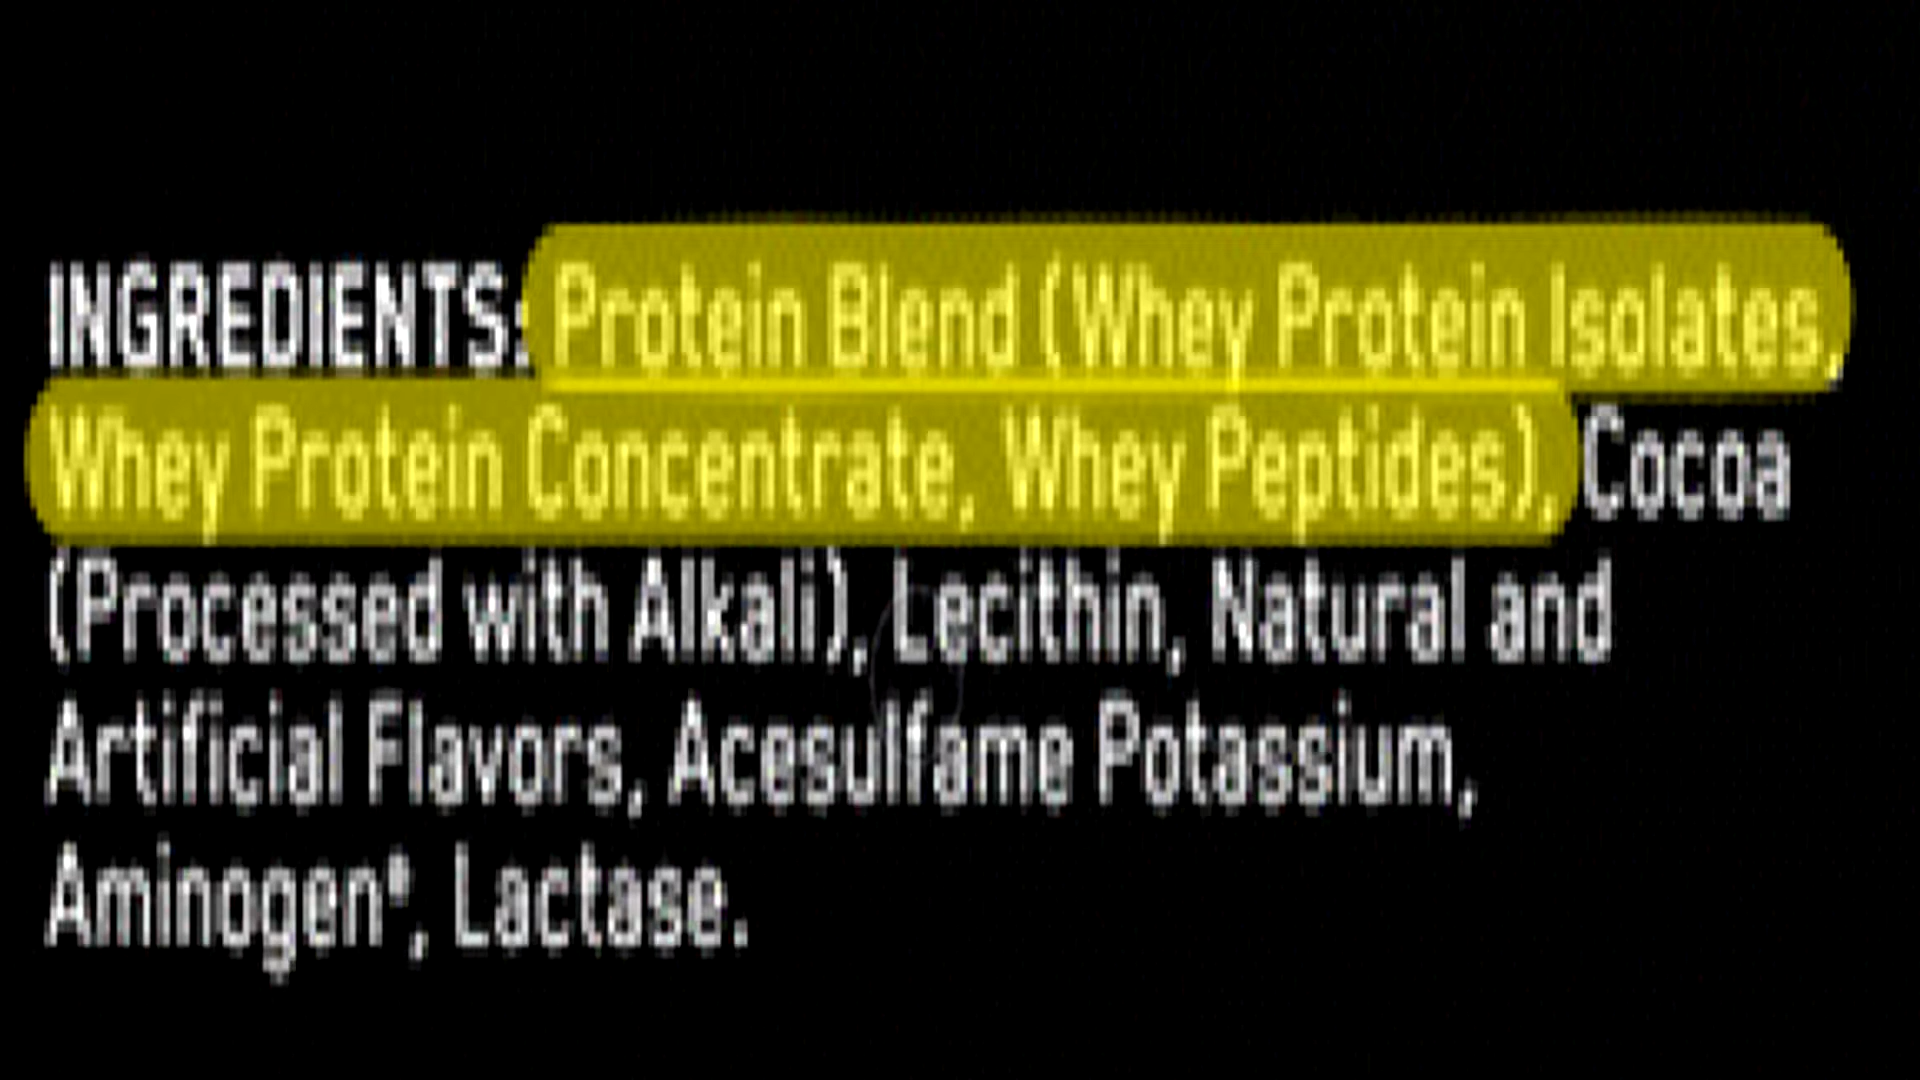 INGREDIENTS: Protein Blend (Whey Protein Isolates,
Whey Protein Concentrate, Whey Peptides), Cocoa
(Processed with Alkali), Lecithin, Natural and
Artificial Flavors, Acesulfame Potassium,
Aminogen®, Lactase.